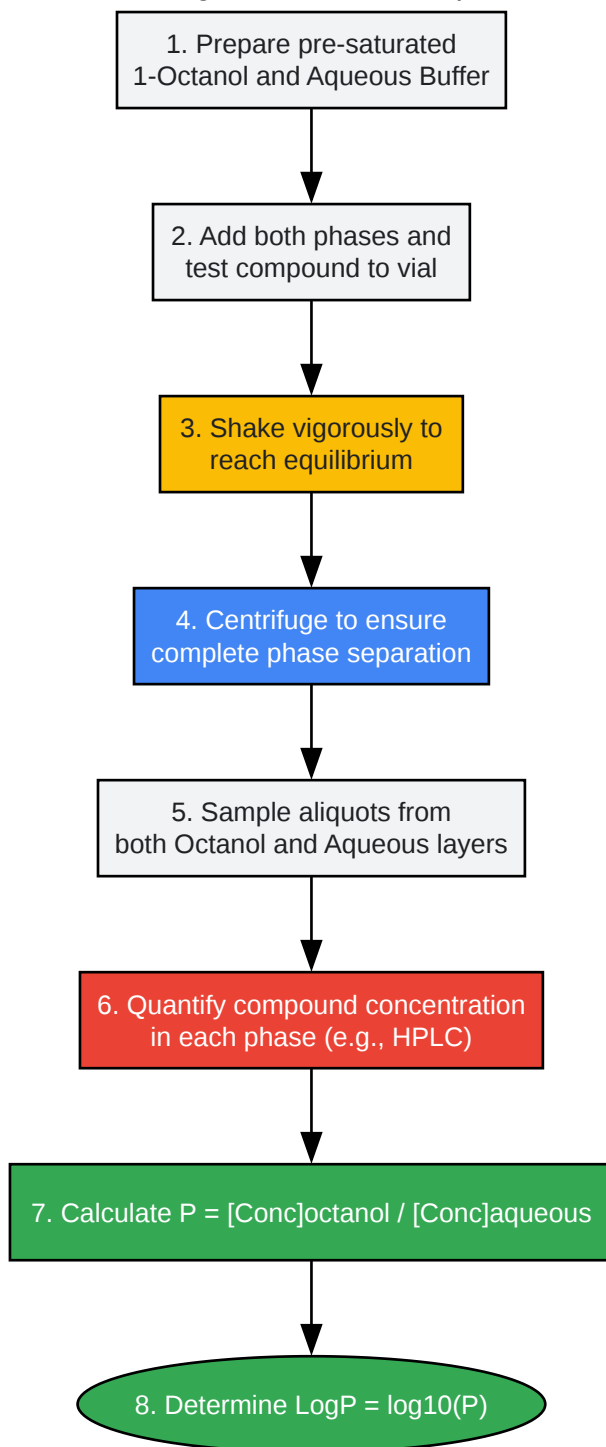 1. Prepare pre-saturated
1-Octanol and Aqueous Buffer
2. Add both phases and
test compound to vial
3. Shake vigorously to
reach equilibrium
4. Centrifuge to ensure
complete phase separation
5. Sample aliquots from
both Octanol and Aqueous layers
6. Quantify compound concentration
in each phase (e.g., HPLC)
7. Calculate P = [Conc]octanol / [Conc]aqueous
8. Determine LogP = log10(P)